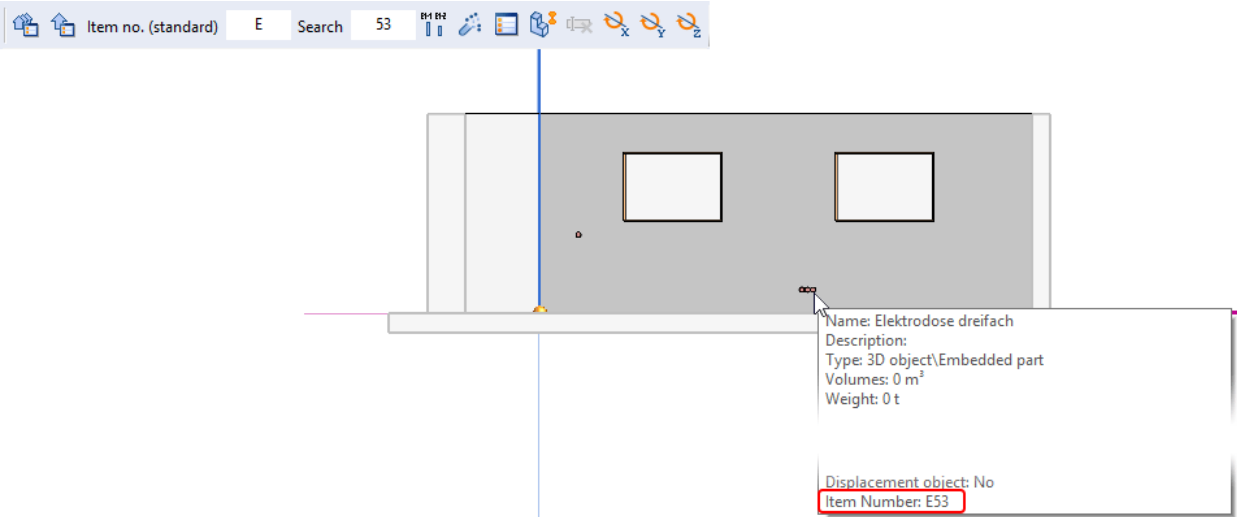 Item no. (standard) E Search 53
X Y Z
Name: Elektrodose dreifach
Description:
Type: 3D object\Embedded part
Volumes: 0 m³
Weight: 0 t
Displacement object: No
Item Number: E53